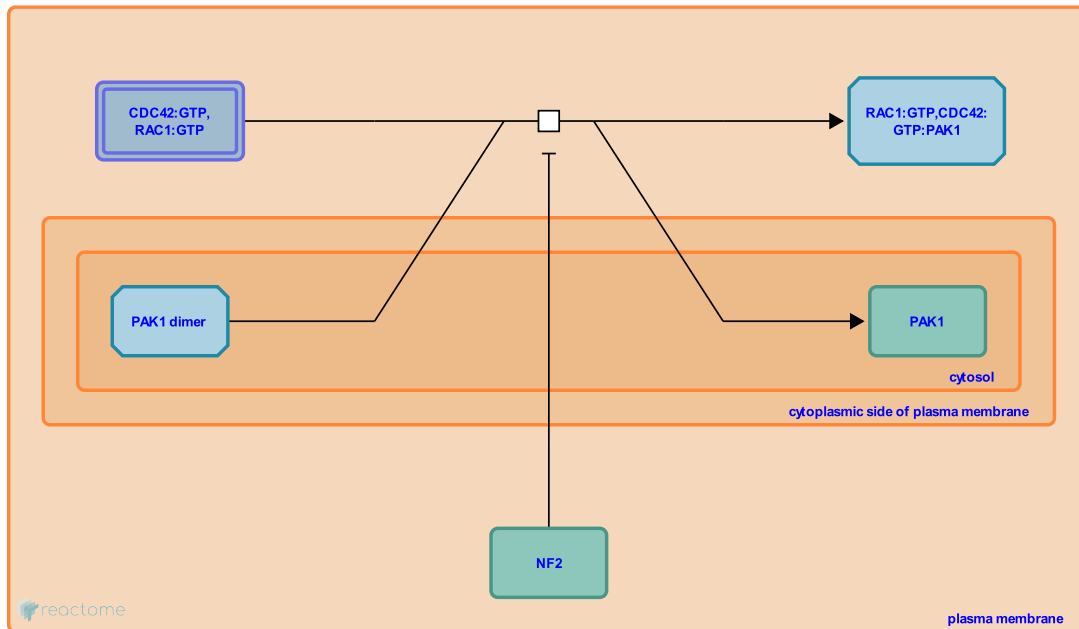 CDC42:GTP,
RAC1:GTP
RAC1:GTP,CDC42:
GTP:PAK1
PAK1 dimer
PAK1
cytosol
cytoplasmic side of plasma membrane
NF2
reactome
plasma membrane